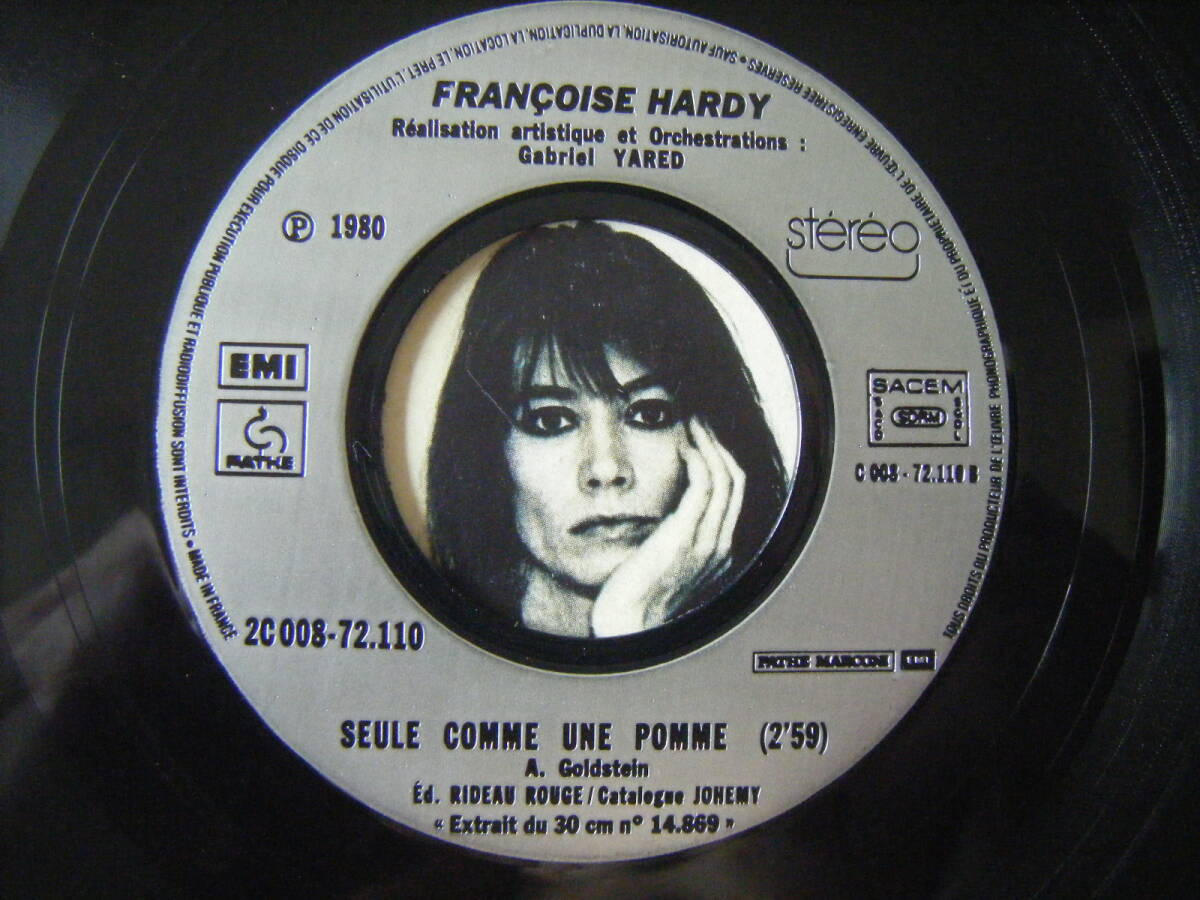 FRANÇOISE HARDY
Réalisation artistique et Orchestrations :
Gabriel YARED
℗ 1980
stéréo
EMI
PATHE
SACEM
SACD
SDRM
SCGL
C 008 - 72.110 B
2C 008-72.110
PATHE MARCONI EMI
SEULE COMME UNE POMME (2'59)
A. Goldstein
Éd. RIDEAU ROUGE / Catalogue JOHEMY
« Extrait du 30 cm n° 14.869 »
TOUS DROITS DU PRODUCTEUR DE L'ŒUVRE PHONOGRAPHIQUE ET DU PROPRIÉTAIRE DE L'ŒUVRE ENREGISTRÉE RÉSERVÉS • SAUF AUTORISATION, LA DUPLICATION, LA LOCATION, LE PRÊT, L'UTILISATION DE CE DISQUE POUR EXÉCUTION PUBLIQUE ET RADIODIFFUSION SONT INTERDITS • MADE IN FRANCE